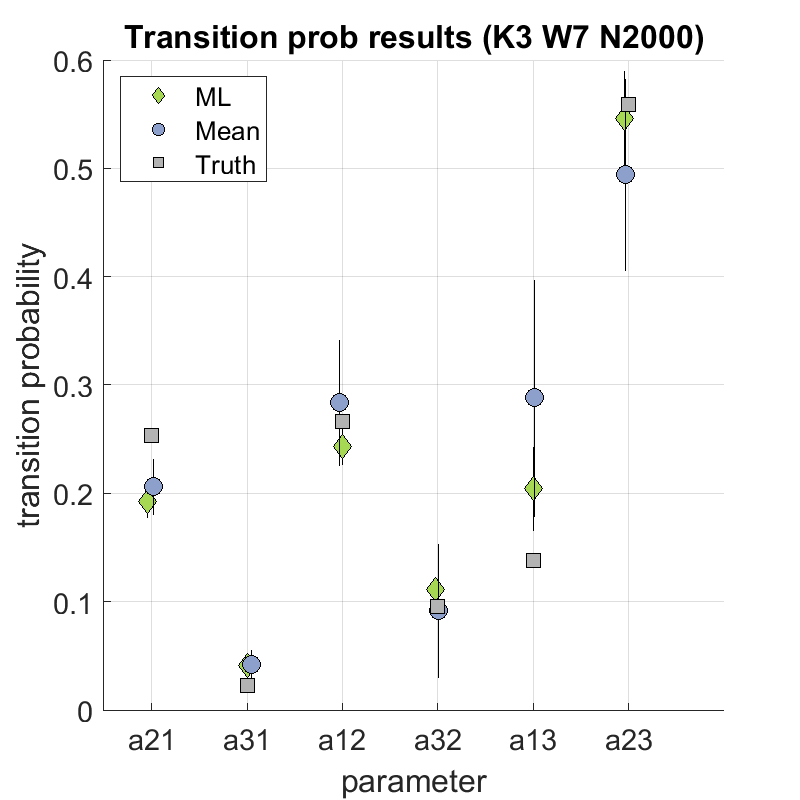 Transition prob results (K3 W7 N2000)
ML
Mean
Truth
0.6
0.5
0.4
0.3
0.2
0.1
0
transition probability
a21 a31 a12 a32 a13 a23
parameter